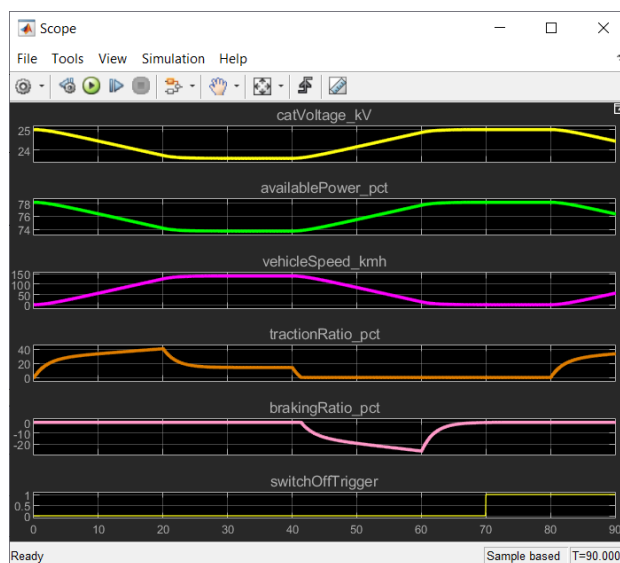 Scope
File Tools View Simulation Help
catVoltage_kV
25
24
availablePower_pct
78
76
74
vehicleSpeed_kmh
150
100
50
0
tractionRatio_pct
40
20
0
brakingRatio_pct
0
-10
-20
switchOffTrigger
1
0.5
0
0 10 20 30 40 50 60 70 80 90
Ready Sample based T=90.000